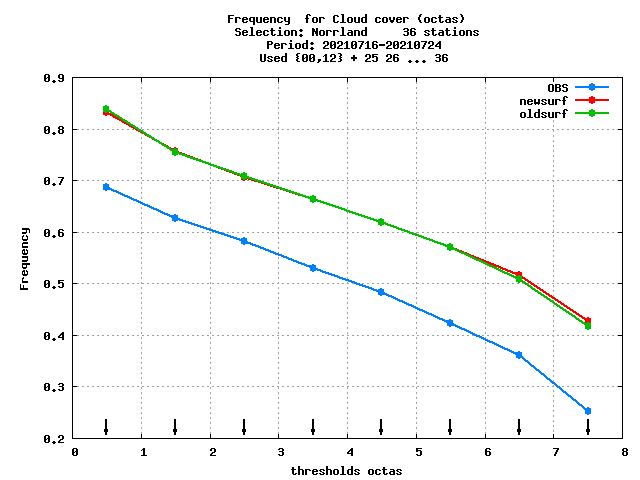 Frequency  for Cloud cover (octas)
Selection: Norrland     36 stations
Period: 20210716-20210724
Used {00,12} + 25 26 ... 36
OBS
newsurf
oldsurf
Frequency
0.9
0.8
0.7
0.6
0.5
0.4
0.3
0.2
0 1 2 3 4 5 6 7 8
thresholds octas